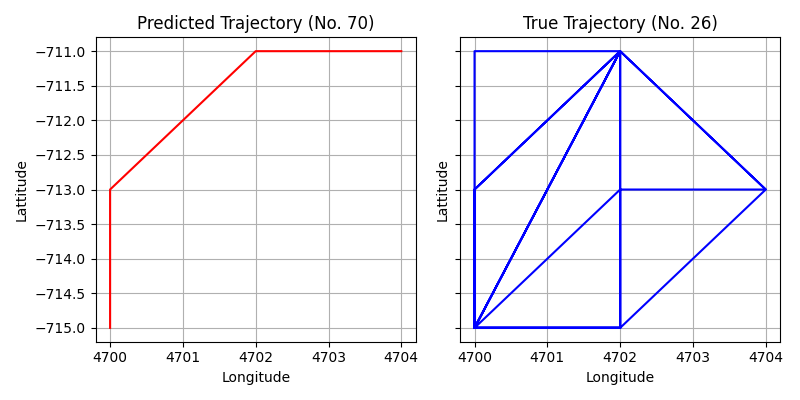 Predicted Trajectory (No. 70)
True Trajectory (No. 26)
−711.0
−711.5
−712.0
−712.5
−713.0
−713.5
−714.0
−714.5
−715.0
Lattitude
Lattitude
4700 4701 4702 4703 4704
4700 4701 4702 4703 4704
Longitude
Longitude